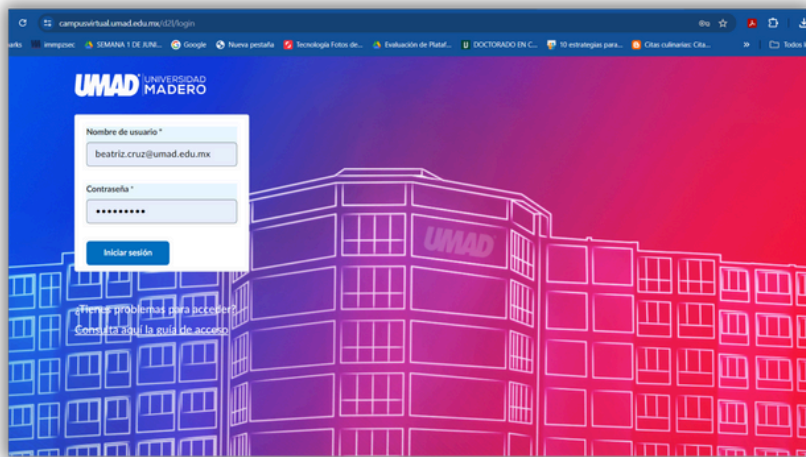 campusvirtual.umad.edu.mx/d2l/login
arks immpzsec SEMANA 1 DE JUNI... Google Nueva pestaña Tecnología Fotos de... Evaluación de Plataf... DOCTORADO EN C... 10 estrategias para... Citas culinarias: Cita... » Todos l
UMAD UNIVERSIDAD
MADERO
Nombre de usuario *
beatriz.cruz@umad.edu.mx
Contraseña *
•••••••••
Iniciar sesión
UMAD
¿Tienes problemas para acceder?
Consulta aquí la guía de acceso